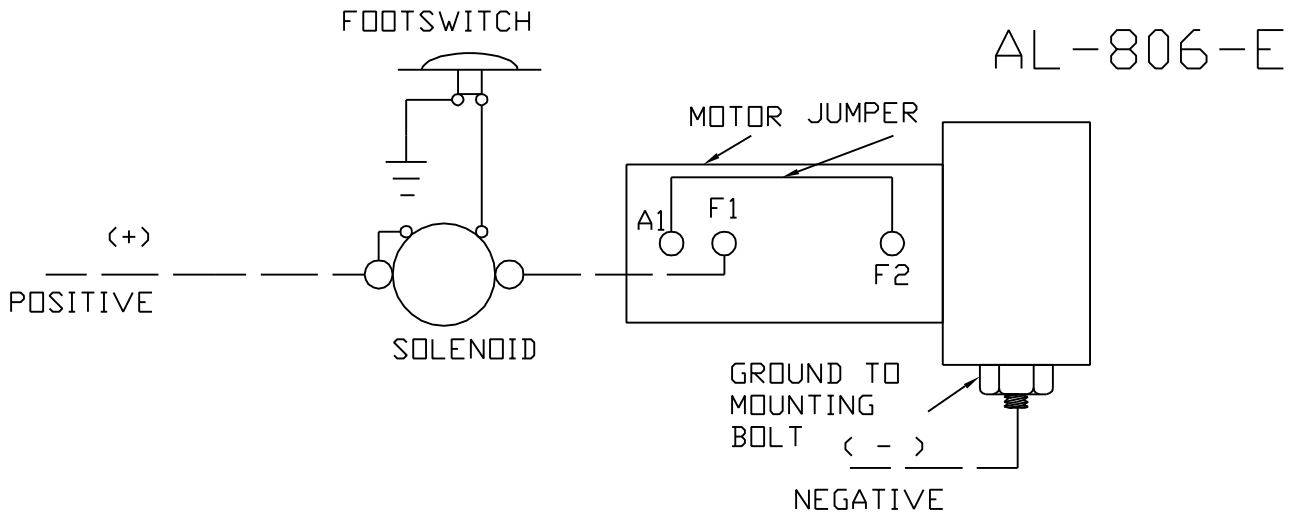 FOOTSWITCH
AL-806-E
MOTOR JUMPER
A1
F1
(+)
F2
POSITIVE
SOLENOID
GROUND TO
MOUNTING
BOLT
( - )
NEGATIVE